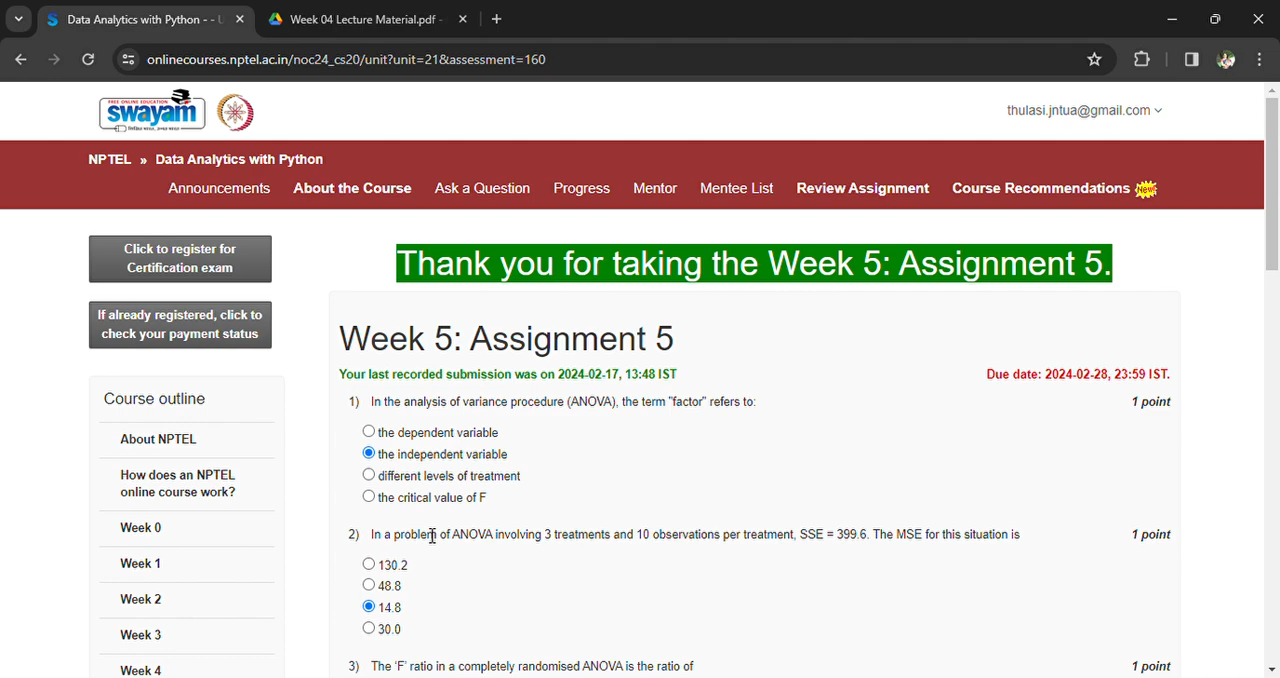 Data Analytics with Python - - U
Week 04 Lecture Material.pdf -
onlinecourses.nptel.ac.in/noc24_cs20/unit?unit=21&assessment=160
FREE ONLINE EDUCATION
swayam
thulasi.jntua@gmail.com
NPTEL » Data Analytics with Python
Announcements About the Course Ask a Question Progress Mentor Mentee List Review Assignment Course Recommendations New
Click to register for
Certification exam
If already registered, click to
check your payment status
Course outline
About NPTEL
How does an NPTEL
online course work?
Week 0
Week 1
Week 2
Week 3
Week 4
Thank you for taking the Week 5: Assignment 5.
Week 5: Assignment 5
Your last recorded submission was on 2024-02-17, 13:48 IST Due date: 2024-02-28, 23:59 IST.
1) In the analysis of variance procedure (ANOVA), the term "factor" refers to: 1 point
the dependent variable
the independent variable
different levels of treatment
the critical value of F
2) In a problem of ANOVA involving 3 treatments and 10 observations per treatment, SSE = 399.6. The MSE for this situation is 1 point
130.2
48.8
14.8
30.0
3) The ‘F’ ratio in a completely randomised ANOVA is the ratio of 1 point